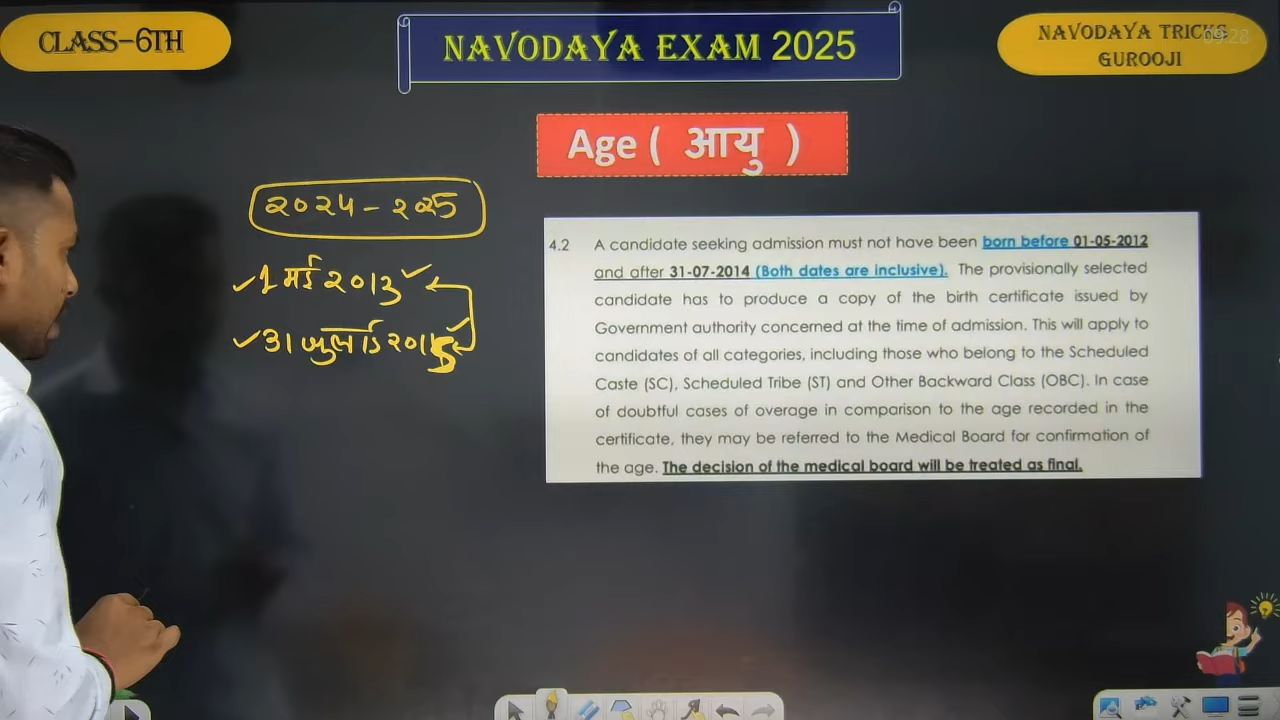 CLASS-6TH
NAVODAYA EXAM 2025
NAVODAYA TRICKS
GUROOJI
Age ( आयु )
२०२४ - २०२5
1 मई २०13
31 जुलाई २०15
4.2 A candidate seeking admission must not have been born before 01-05-2012
and after 31-07-2014 (Both dates are inclusive). The provisionally selected
candidate has to produce a copy of the birth certificate issued by
Government authority concerned at the time of admission. This will apply to
candidates of all categories, including those who belong to the Scheduled
Caste (SC), Scheduled Tribe (ST) and Other Backward Class (OBC). In case
of doubtful cases of overage in comparison to the age recorded in the
certificate, they may be referred to the Medical Board for confirmation of
the age. The decision of the medical board will be treated as final.